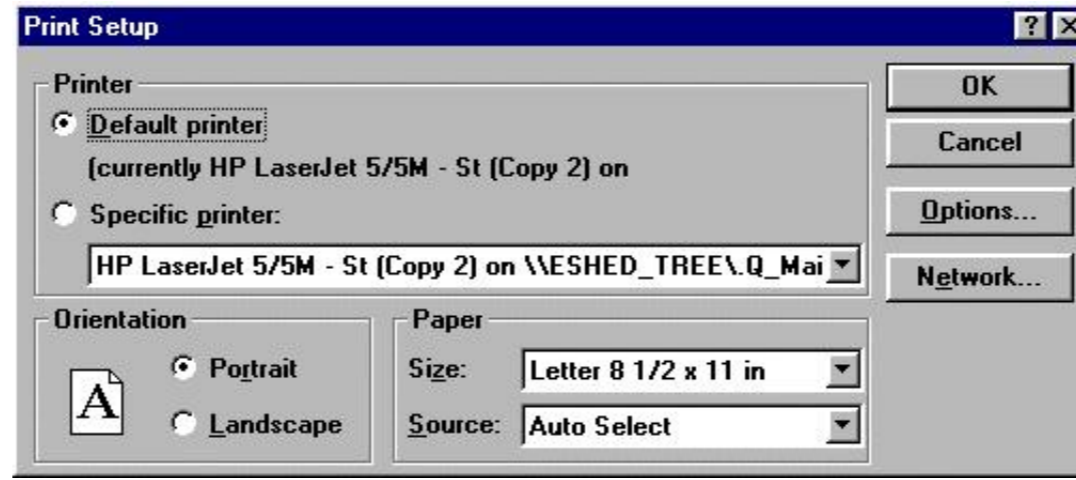 Print Setup
Printer
OK
Default printer
Cancel
(currently HP LaserJet 5/5M - St (Copy 2) on
Specific printer:
Options...
HP LaserJet 5/5M - St (Copy 2) on \\ESHED_TREE\.Q_Mai
Network...
Orientation
Paper
Portrait
Size:
Letter 8 1/2 x 11 in
A
Landscape
Source:
Auto Select